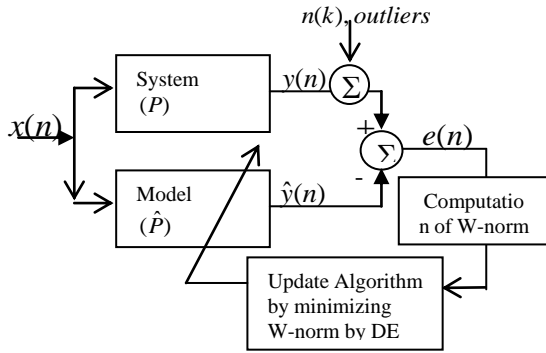 n(k), outliers
System
(P)
y(n)
Σ
x(n)
+
Σ
e(n)
-
Model
(P̂)
ŷ(n)
Computatio
n of W-norm
Update Algorithm
by minimizing
W-norm by DE